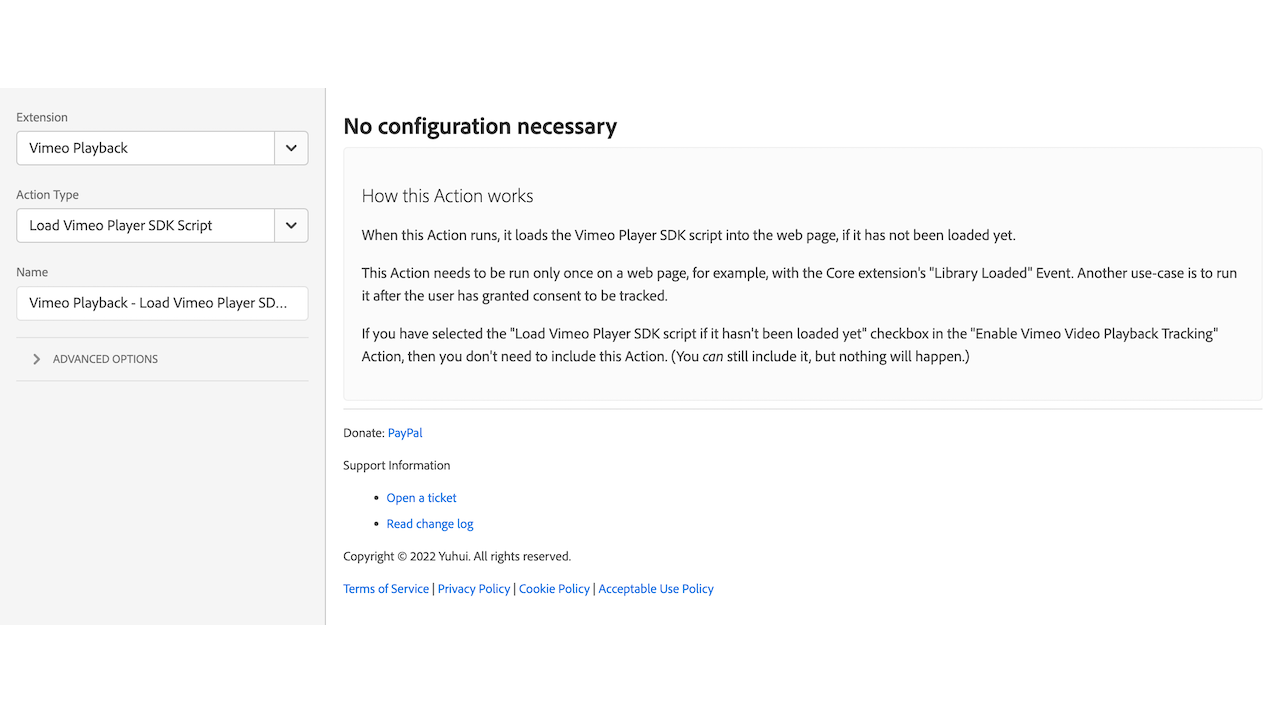 Extension
Vimeo Playback
Action Type
Load Vimeo Player SDK Script
Name
Vimeo Playback - Load Vimeo Player SD...
ADVANCED OPTIONS
No configuration necessary
How this Action works
When this Action runs, it loads the Vimeo Player SDK script into the web page, if it has not been loaded yet.
This Action needs to be run only once on a web page, for example, with the Core extension's "Library Loaded" Event. Another use-case is to run
it after the user has granted consent to be tracked.
If you have selected the "Load Vimeo Player SDK script if it hasn't been loaded yet" checkbox in the "Enable Vimeo Video Playback Tracking"
Action, then you don't need to include this Action. (You can still include it, but nothing will happen.)
Donate: PayPal
Support Information
• Open a ticket
• Read change log
Copyright © 2022 Yuhui. All rights reserved.
Terms of Service | Privacy Policy | Cookie Policy | Acceptable Use Policy